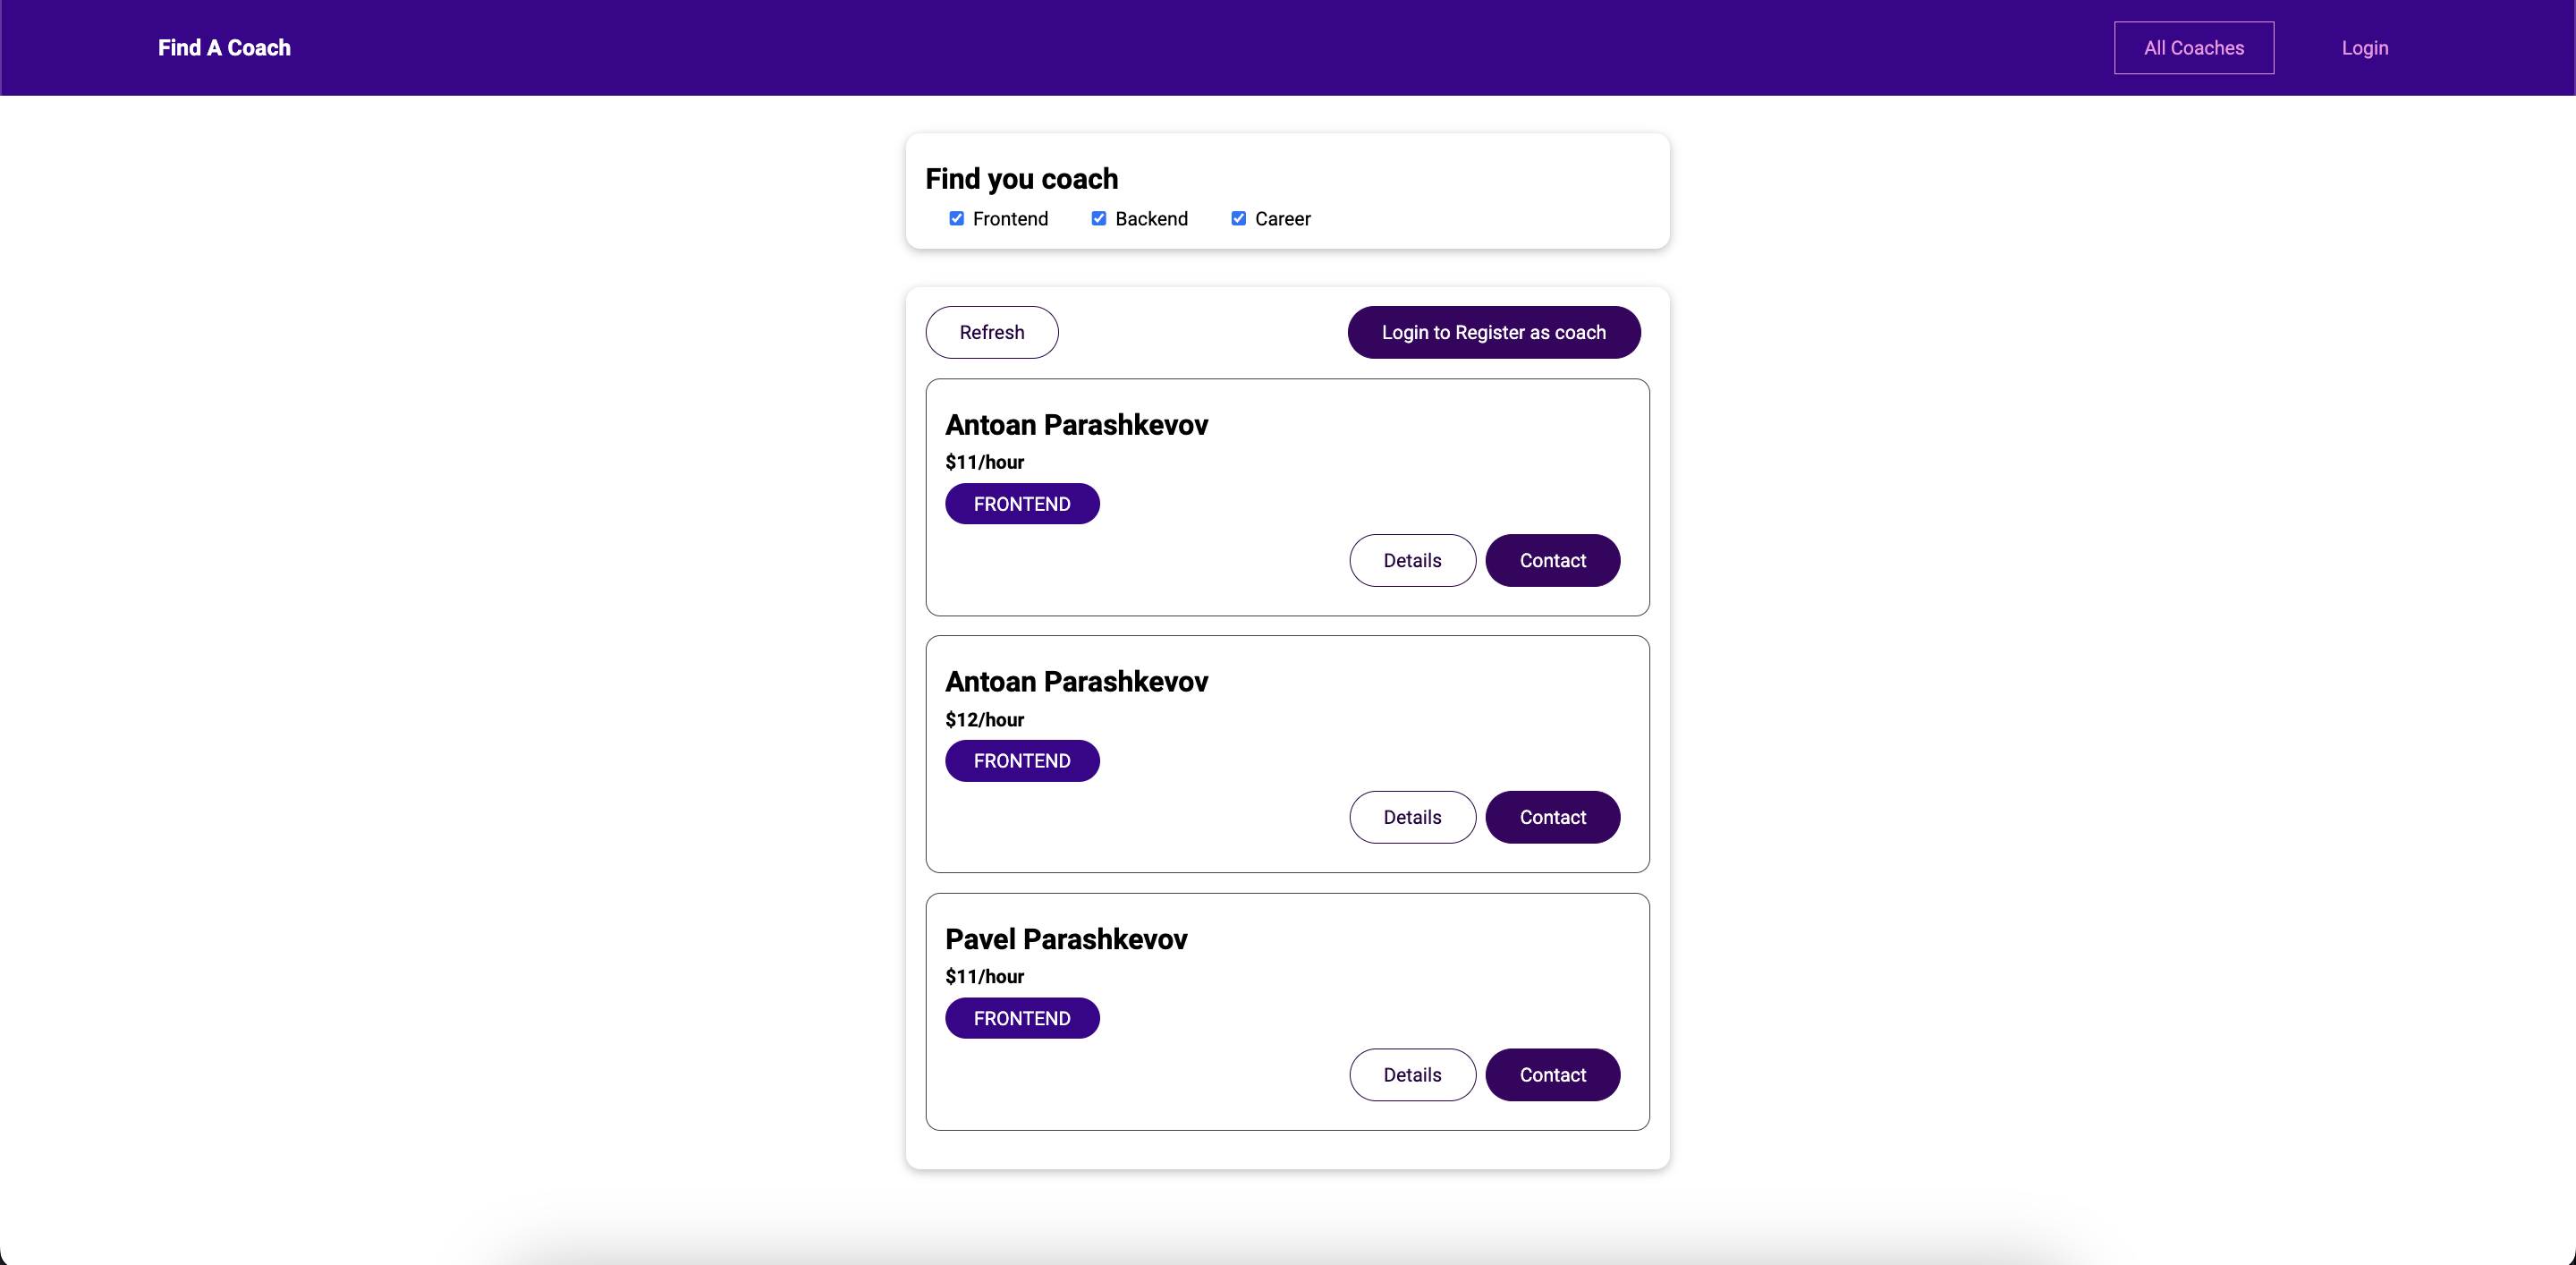 Find A Coach
All Coaches
Login
Find you coach
Frontend Backend Career
Refresh
Login to Register as coach
Antoan Parashkevov
$11/hour
FRONTEND
Details Contact
Antoan Parashkevov
$12/hour
FRONTEND
Details Contact
Pavel Parashkevov
$11/hour
FRONTEND
Details Contact